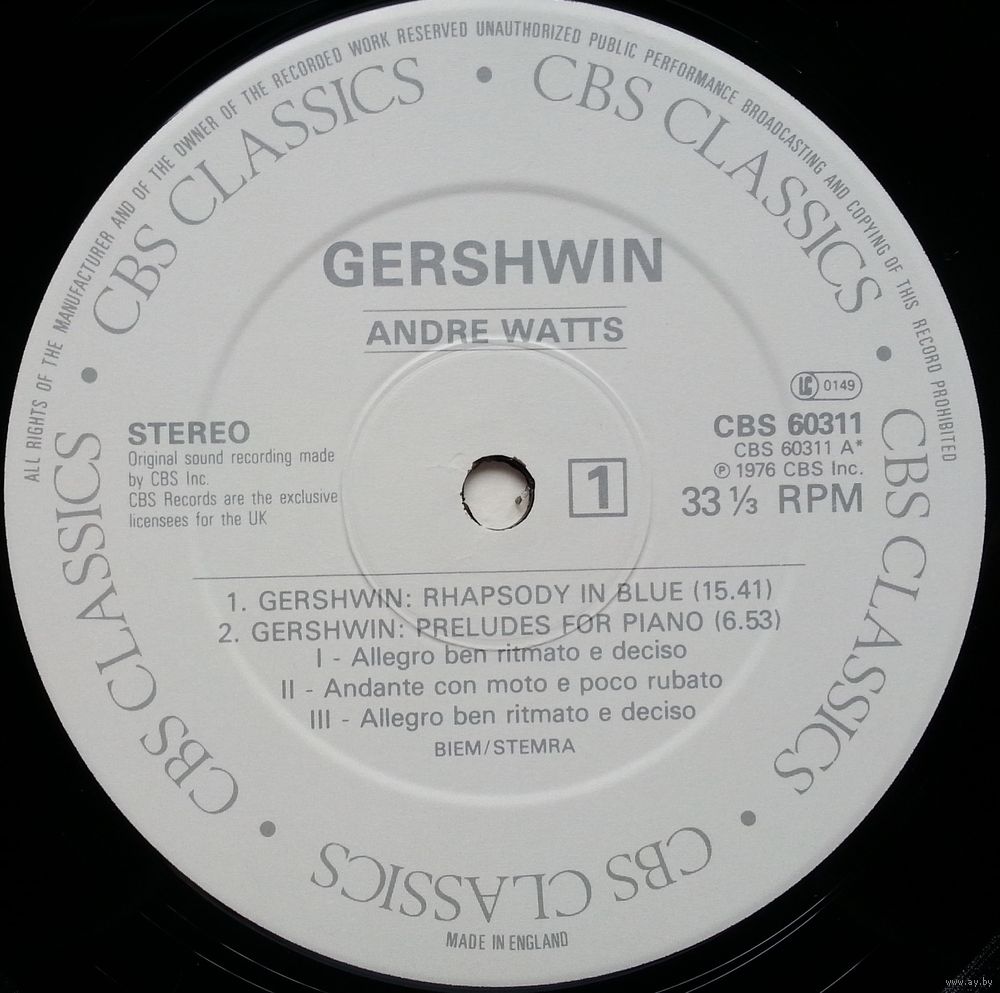 ALL RIGHTS OF THE MANUFACTURER AND OF THE OWNER OF THE RECORDED WORK RESERVED UNAUTHORIZED PUBLIC PERFORMANCE BROADCASTING AND COPYING OF THIS RECORD PROHIBITED
CBS CLASSICS • CBS CLASSICS • CBS CLASSICS • CBS CLASSICS • CBS CLASSICS •
GERSHWIN
ANDRE WATTS
LC 0149
STEREO
Original sound recording made
by CBS Inc.
CBS Records are the exclusive
licensees for the UK
1
CBS 60311
CBS 60311 A*
℗ 1976 CBS Inc.
33 ⅓ RPM
1. GERSHWIN: RHAPSODY IN BLUE (15.41)
2. GERSHWIN: PRELUDES FOR PIANO (6.53)
I - Allegro ben ritmato e deciso
II - Andante con moto e poco rubato
III - Allegro ben ritmato e deciso
BIEM/STEMRA
MADE IN ENGLAND
www.ay.by